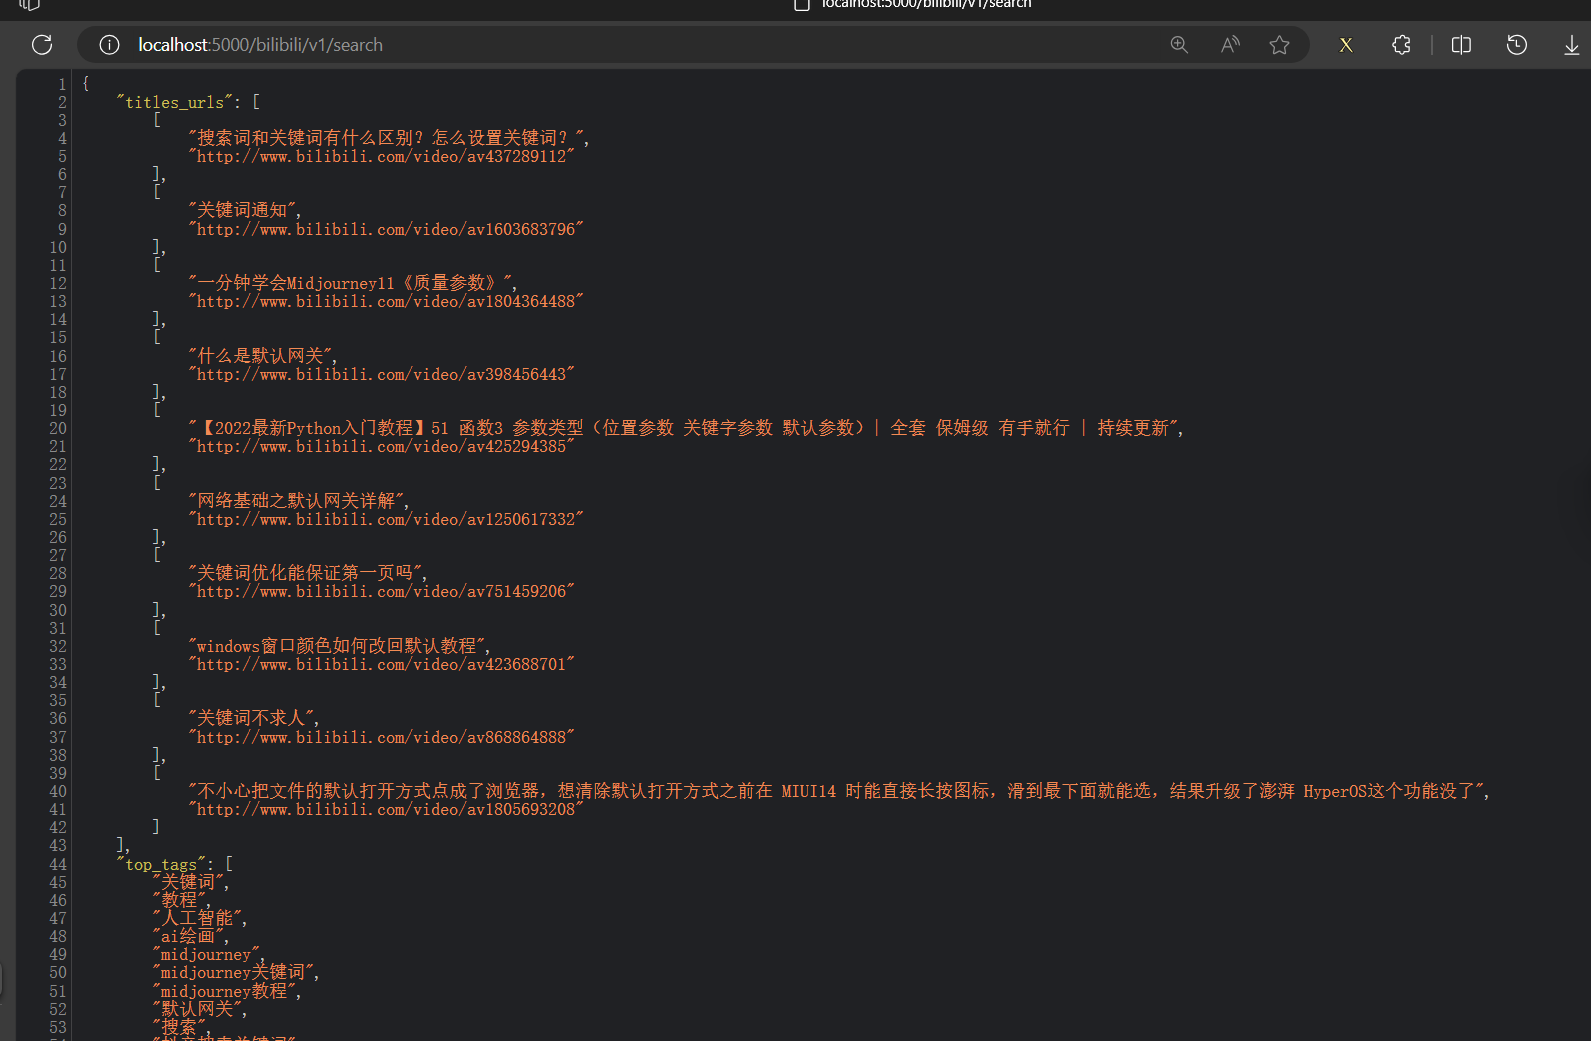 localhost:5000/bilibili/v1/search
localhost:5000/bilibili/v1/search
X
1 {
2 "titles_urls": [
3 [
4 "搜索词和关键词有什么区别？怎么设置关键词？",
5 "http://www.bilibili.com/video/av437289112"
6 ],
7 [
8 "关键词通知",
9 "http://www.bilibili.com/video/av1603683796"
10 ],
11 [
12 "一分钟学会Midjourney11《质量参数》",
13 "http://www.bilibili.com/video/av1804364488"
14 ],
15 [
16 "什么是默认网关",
17 "http://www.bilibili.com/video/av398456443"
18 ],
19 [
20 "【2022最新Python入门教程】51 函数3 参数类型（位置参数 关键字参数 默认参数）| 全套 保姆级 有手就行 | 持续更新",
21 "http://www.bilibili.com/video/av425294385"
22 ],
23 [
24 "网络基础之默认网关详解",
25 "http://www.bilibili.com/video/av1250617332"
26 ],
27 [
28 "关键词优化能保证第一页吗",
29 "http://www.bilibili.com/video/av751459206"
30 ],
31 [
32 "windows窗口颜色如何改回默认教程",
33 "http://www.bilibili.com/video/av423688701"
34 ],
35 [
36 "关键词不求人",
37 "http://www.bilibili.com/video/av868864888"
38 ],
39 [
40 "不小心把文件的默认打开方式点成了浏览器，想清除默认打开方式之前在 MIUI14 时能直接长按图标，滑到最下面就能选，结果升级了澎湃 HyperOS这个功能没了",
41 "http://www.bilibili.com/video/av1805693208"
42 ]
43 ],
44 "top_tags": [
45 "关键词",
46 "教程",
47 "人工智能",
48 "ai绘画",
49 "midjourney",
50 "midjourney关键词",
51 "midjourney教程",
52 "默认网关",
53 "搜索",